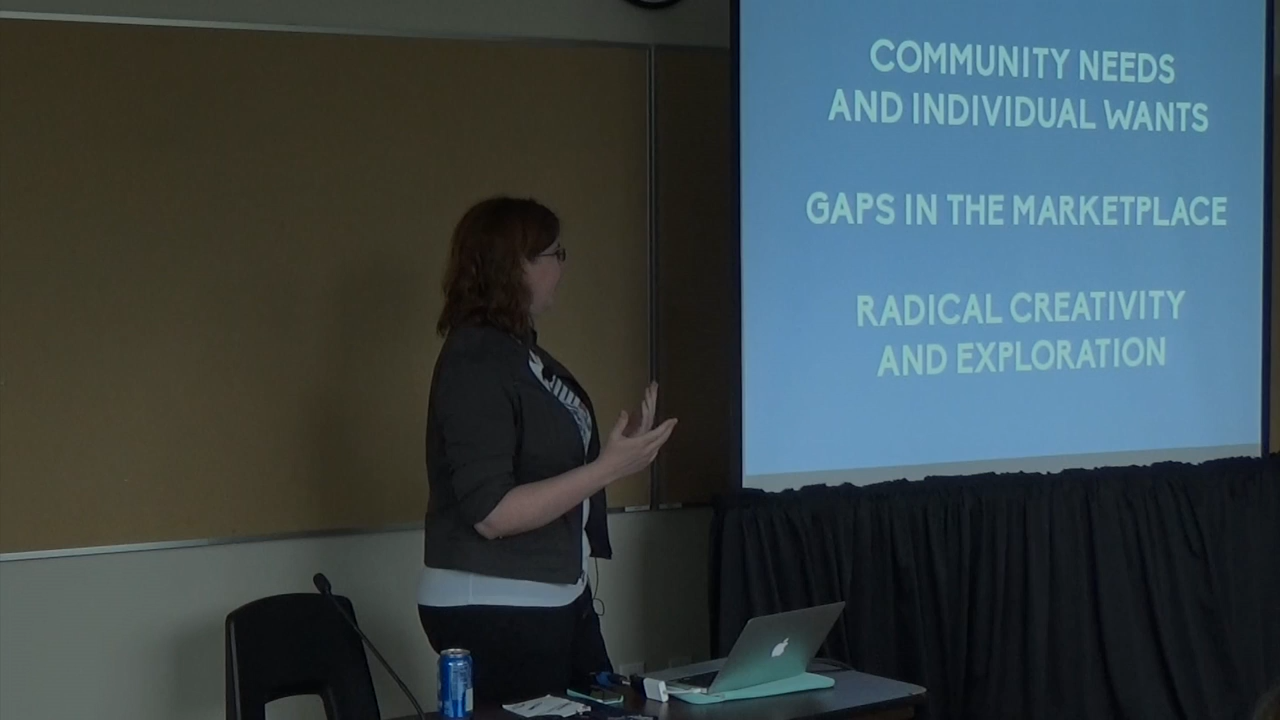 COMMUNITY NEEDS
AND INDIVIDUAL WANTS
GAPS IN THE MARKETPLACE
RADICAL CREATIVITY
AND EXPLORATION